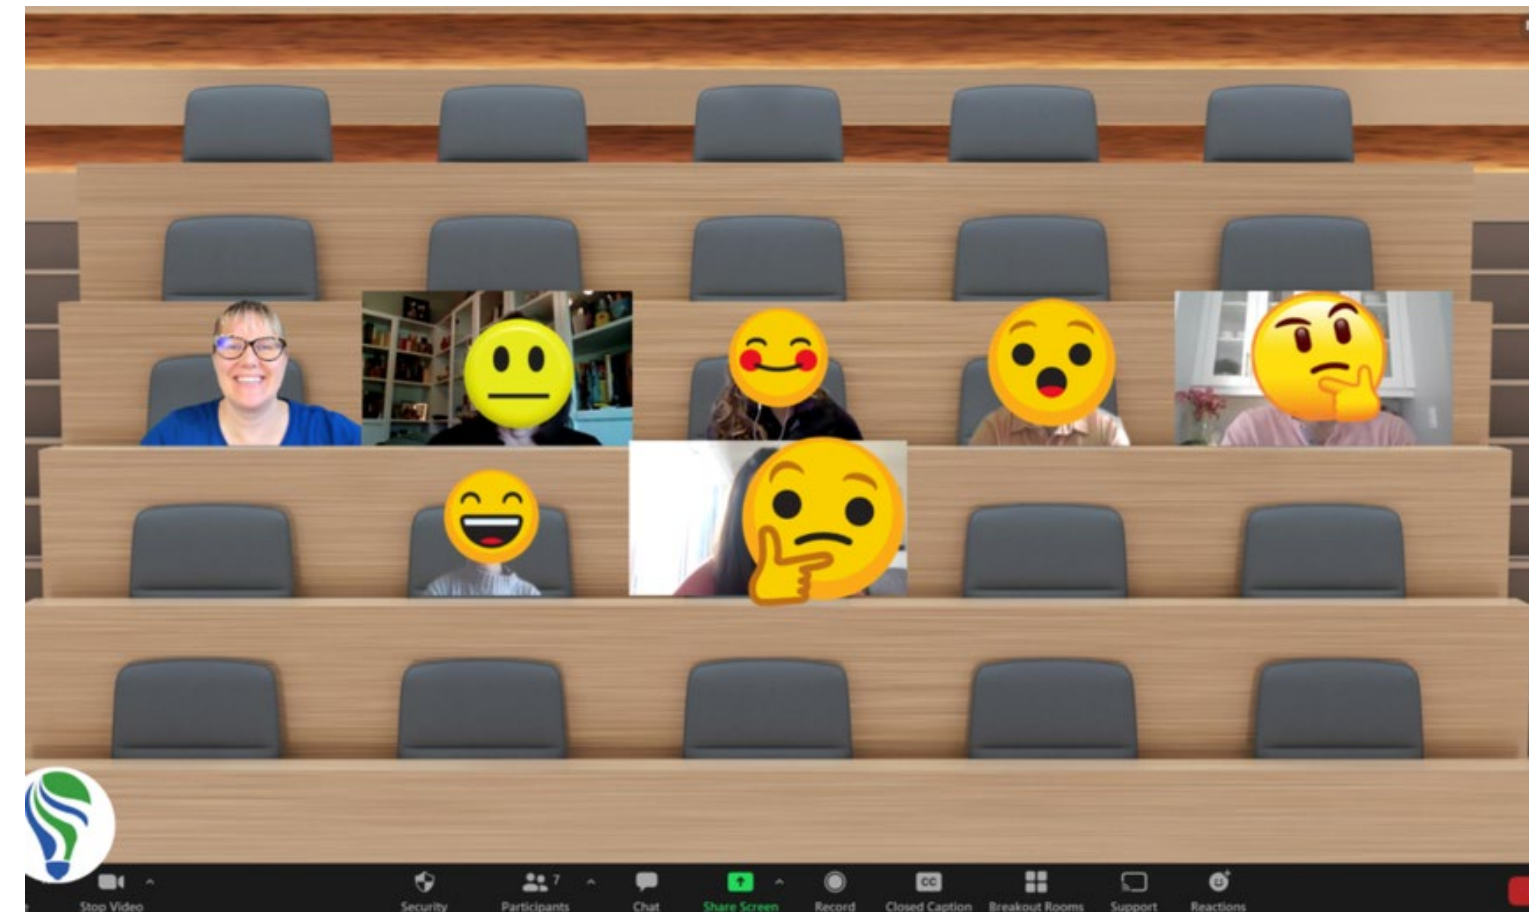 7
CC
Stop Video
Security
Participants
Chat
Share Screen
Record
Closed Caption
Breakout Rooms
Support
Reactions